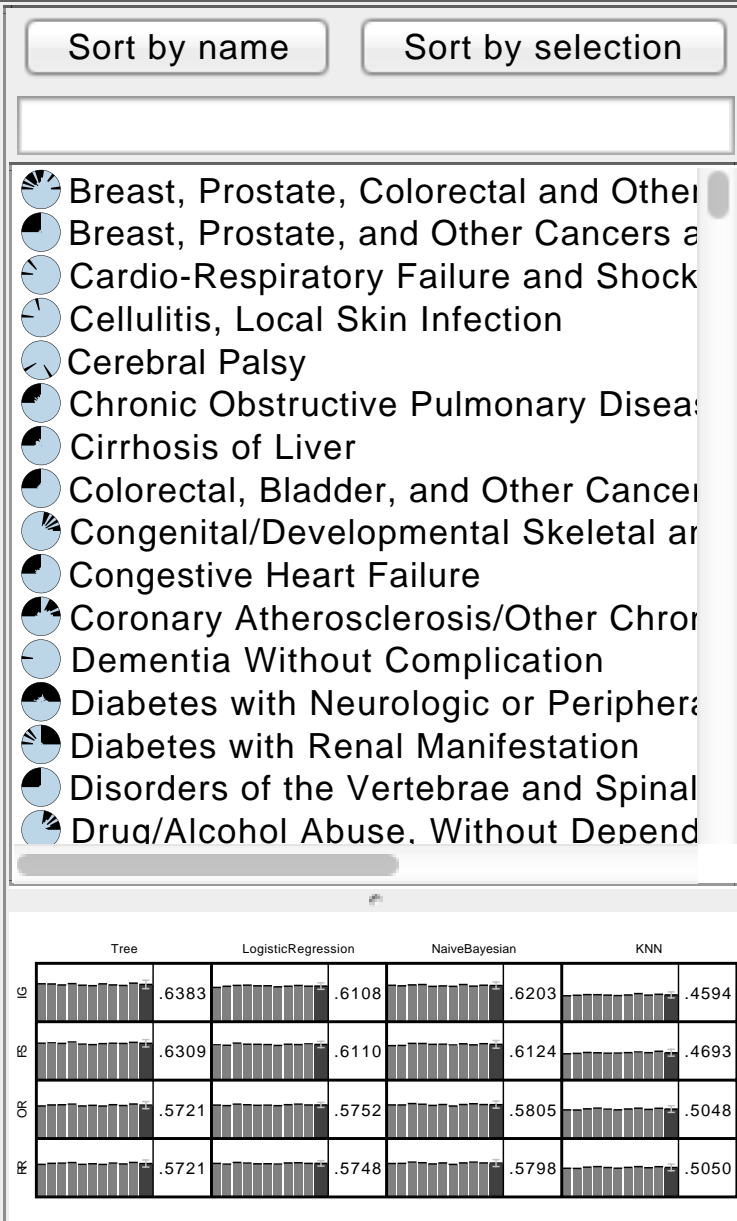 Sort by name Sort by selection
Breast, Prostate, Colorectal and Other
Breast, Prostate, and Other Cancers a
Cardio-Respiratory Failure and Shock
Cellulitis, Local Skin Infection
Cerebral Palsy
Chronic Obstructive Pulmonary Diseas
Cirrhosis of Liver
Colorectal, Bladder, and Other Cancer
Congenital/Developmental Skeletal an
Congestive Heart Failure
Coronary Atherosclerosis/Other Chron
Dementia Without Complication
Diabetes with Neurologic or Periphera
Diabetes with Renal Manifestation
Disorders of the Vertebrae and Spinal
Drug/Alcohol Abuse, Without Depend
Tree LogisticRegression NaiveBayesian KNN
IG .6383 .6108 .6203 .4594
FS .6309 .6110 .6124 .4693
OR .5721 .5752 .5805 .5048
RR .5721 .5748 .5798 .5050